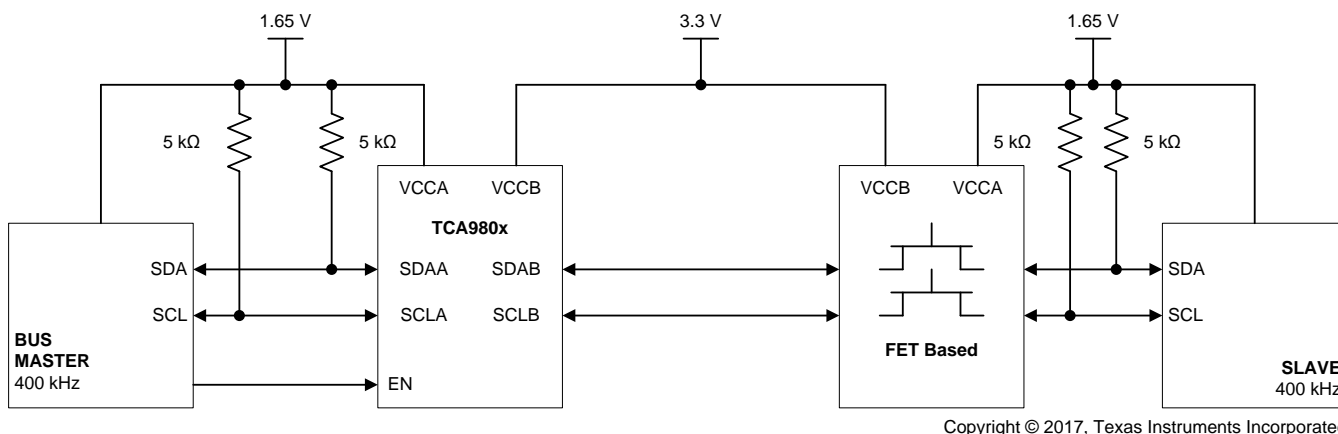 1.65 V 3.3 V 1.65 V
5 kΩ 5 kΩ 5 kΩ 5 kΩ
VCCA VCCB VCCB VCCA
TCA980x
SDA SDAA SDAB SDA
SCL SCLA SCLB SCL
BUS
MASTER
400 kHz
EN
FET Based
SLAVE
400 kHz
Copyright © 2017, Texas Instruments Incorporated